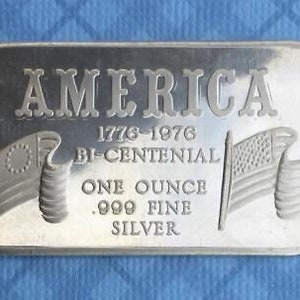 AMERICA
1776-1976
BI-CENTENIAL
ONE OUNCE
.999 FINE
SILVER